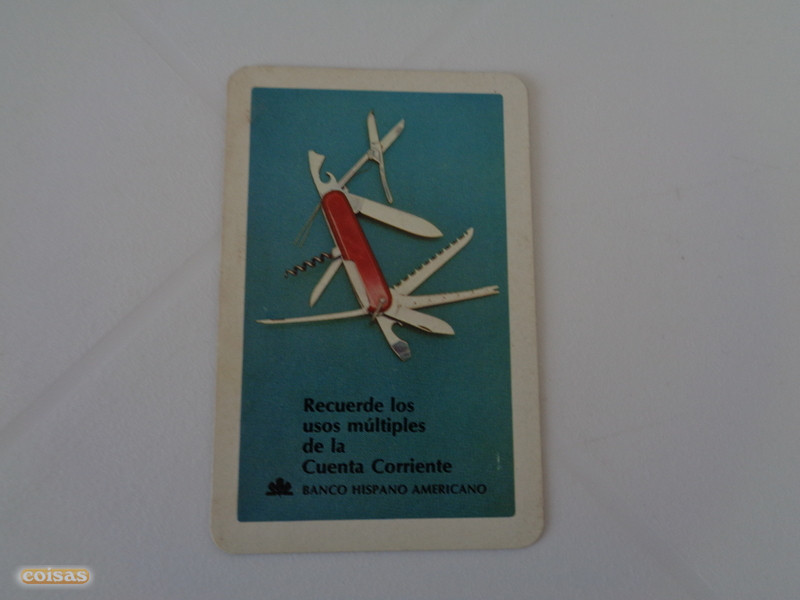 Recuerde los
usos múltiples
de la
Cuenta Corriente
BANCO HISPANO AMERICANO
coisas